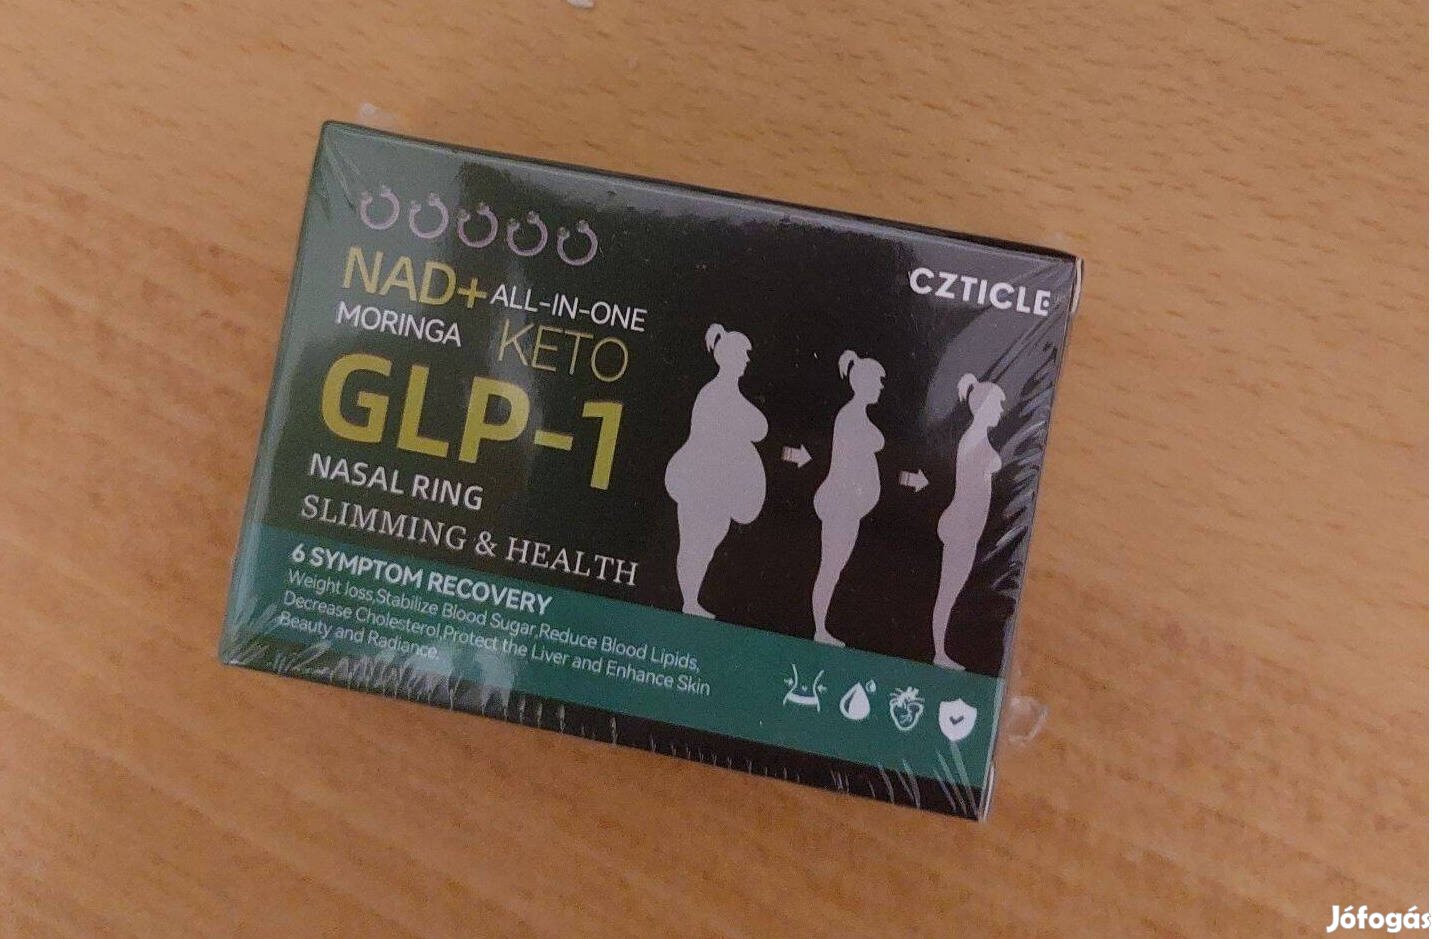 CZTICLE
NAD+ ALL-IN-ONE
MORINGA KETO
GLP-1
NASAL RING
SLIMMING & HEALTH
6 SYMPTOM RECOVERY
Weight loss,Stabilize Blood Sugar,Reduce Blood Lipids,
Decrease Cholesterol,Protect the Liver and Enhance Skin
Beauty and Radiance.
Jófogás